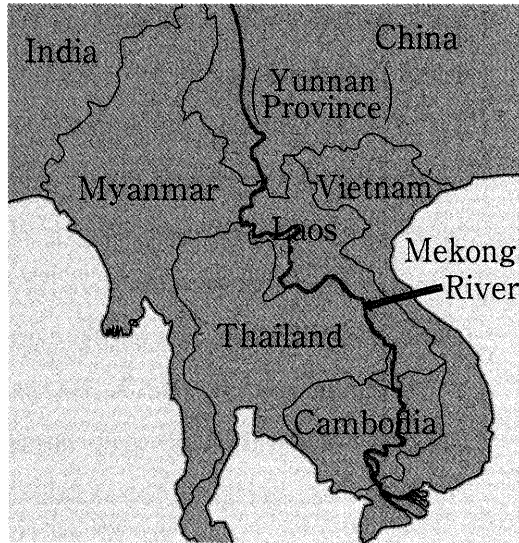 India
China
(Yunnan
Province)
Myanmar
Vietnam
Laos
Mekong
River
Thailand
Cambodia